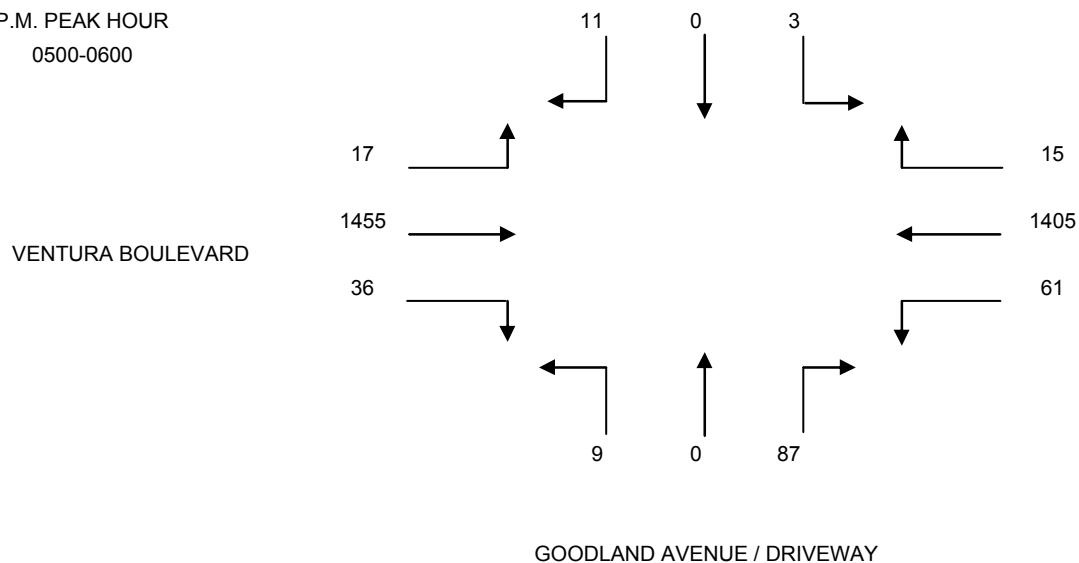 P.M. PEAK HOUR
0500-0600
11 0 3
17 15
1455 1405
VENTURA BOULEVARD
36 61
9 0 87
GOODLAND AVENUE / DRIVEWAY